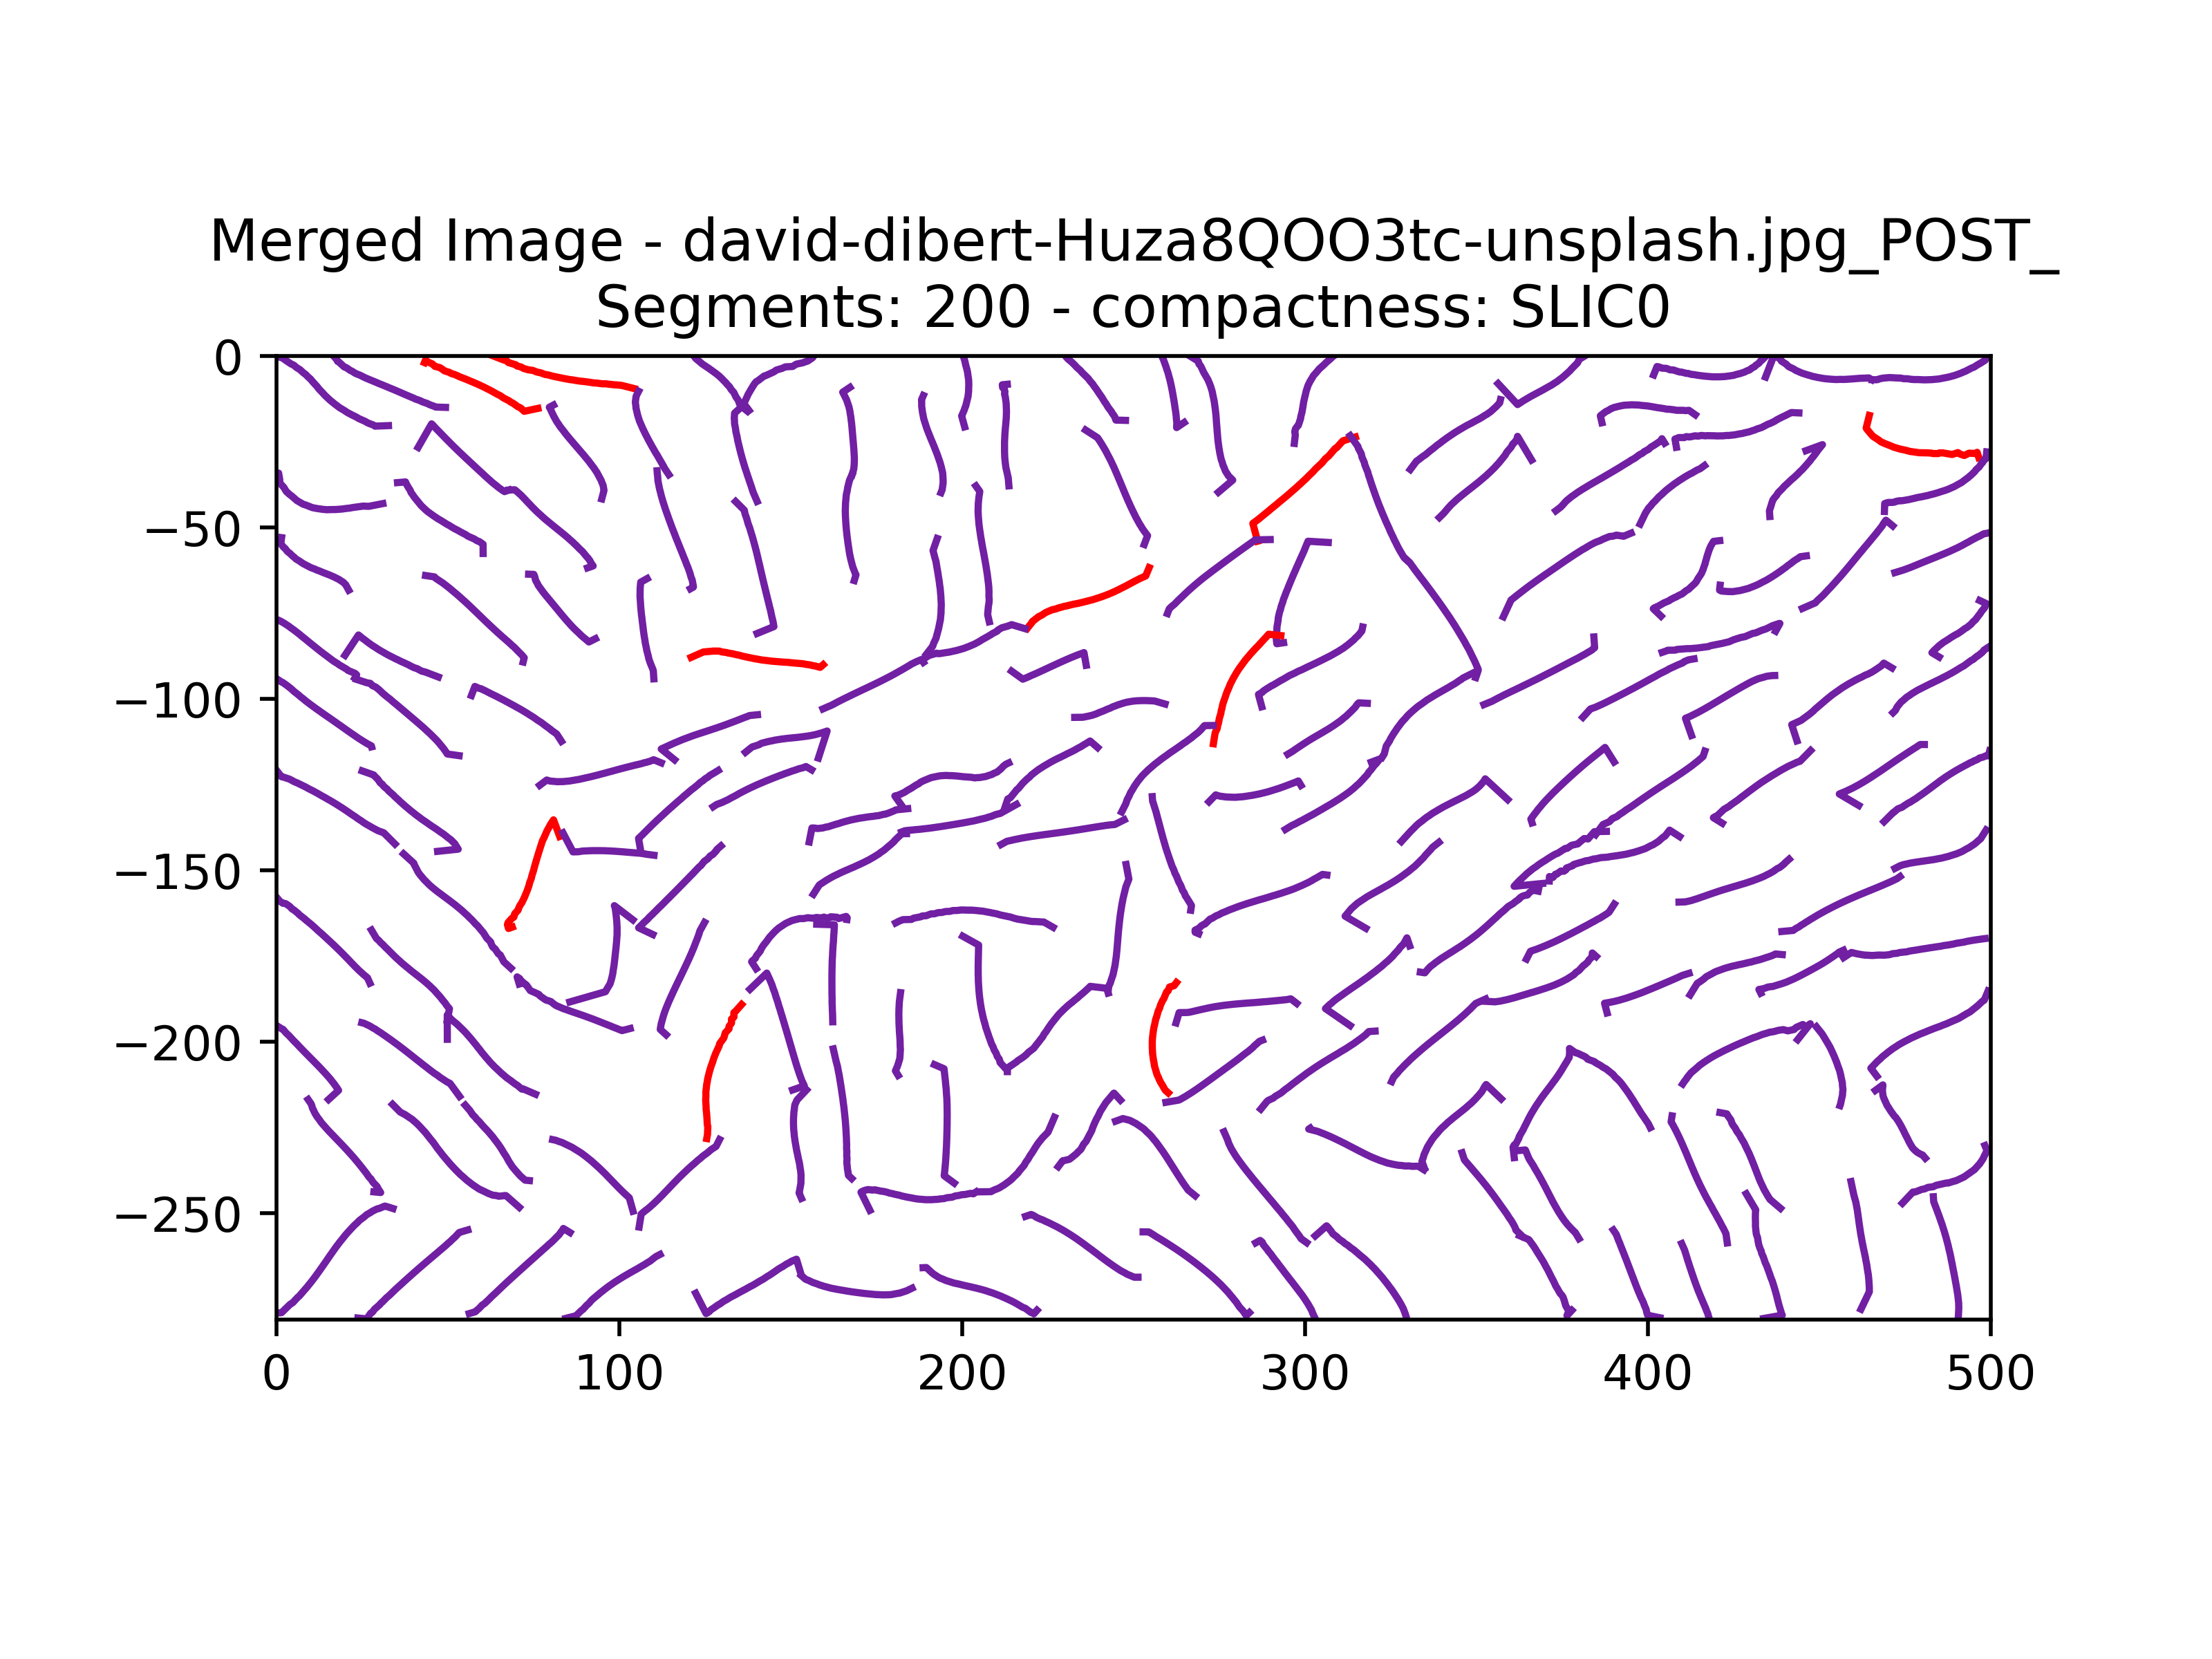 Merged Image - david-dibert-Huza8QOO3tc-unsplash.jpg_POST_
Segments: 200 - compactness: SLIC0
0
−50
−100
−150
−200
−250
0 100 200 300 400 500